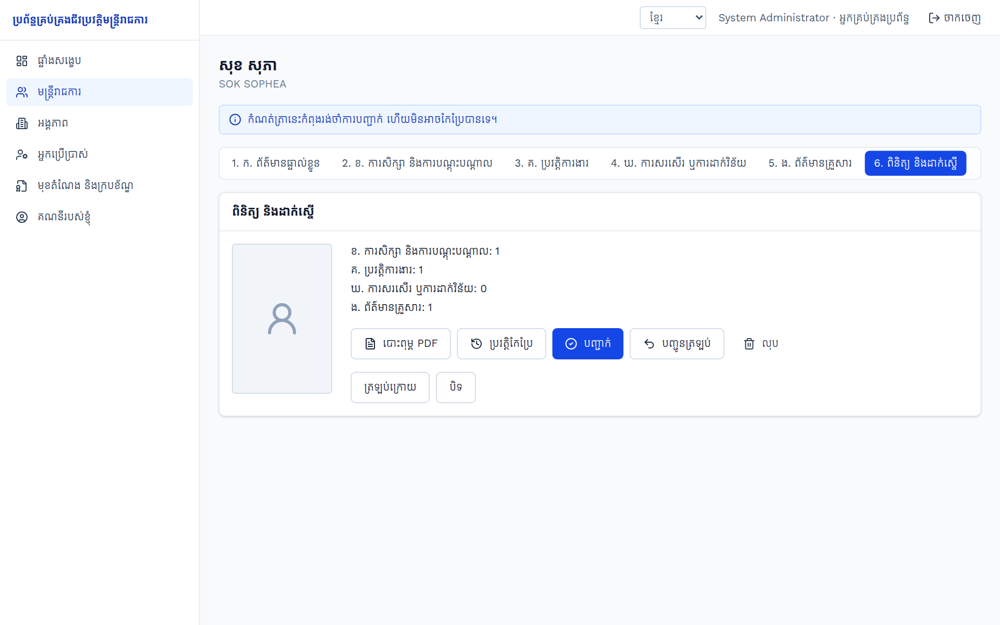 ប្រព័ន្ធគ្រប់គ្រងជីវប្រវត្តិមន្ត្រីរាជការ
ខ្មែរ
System Administrator · អ្នកគ្រប់គ្រងប្រព័ន្ធ
ចាកចេញ
ផ្ទាំងសង្ខេប
មន្ត្រីរាជការ
អង្គភាព
អ្នកប្រើប្រាស់
មុខតំណែង និងក្របខ័ណ្ឌ
គណនីរបស់ខ្ញុំ
សុខ សុភា
SOK SOPHEA
កំណត់ត្រានេះកំពុងរង់ចាំការបញ្ជាក់ ហើយមិនអាចកែប្រែបានទេ។
1. ក. ព័ត៌មានផ្ទាល់ខ្លួន
2. ខ. ការសិក្សា និងការបណ្តុះបណ្តាល
3. គ. ប្រវត្តិការងារ
4. ឃ. ការសរសើរ ឬការដាក់វិន័យ
5. ង. ព័ត៌មានគ្រួសារ
6. ពិនិត្យ និងដាក់ស្នើ
ពិនិត្យ និងដាក់ស្នើ
ខ. ការសិក្សា និងការបណ្តុះបណ្តាល: 1
គ. ប្រវត្តិការងារ: 1
ឃ. ការសរសើរ ឬការដាក់វិន័យ: 0
ង. ព័ត៌មានគ្រួសារ: 1
បោះពុម្ព PDF
ប្រវត្តិកែប្រែ
បញ្ជាក់
បញ្ជូនត្រឡប់
លុប
ត្រឡប់ក្រោយ
បិទ